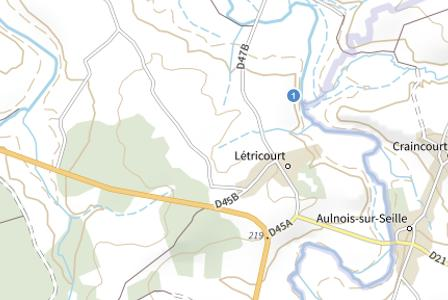 D47B
1
Létricourt
Craincourt
D45B
Aulnois-sur-Seille
219
D45A
D21